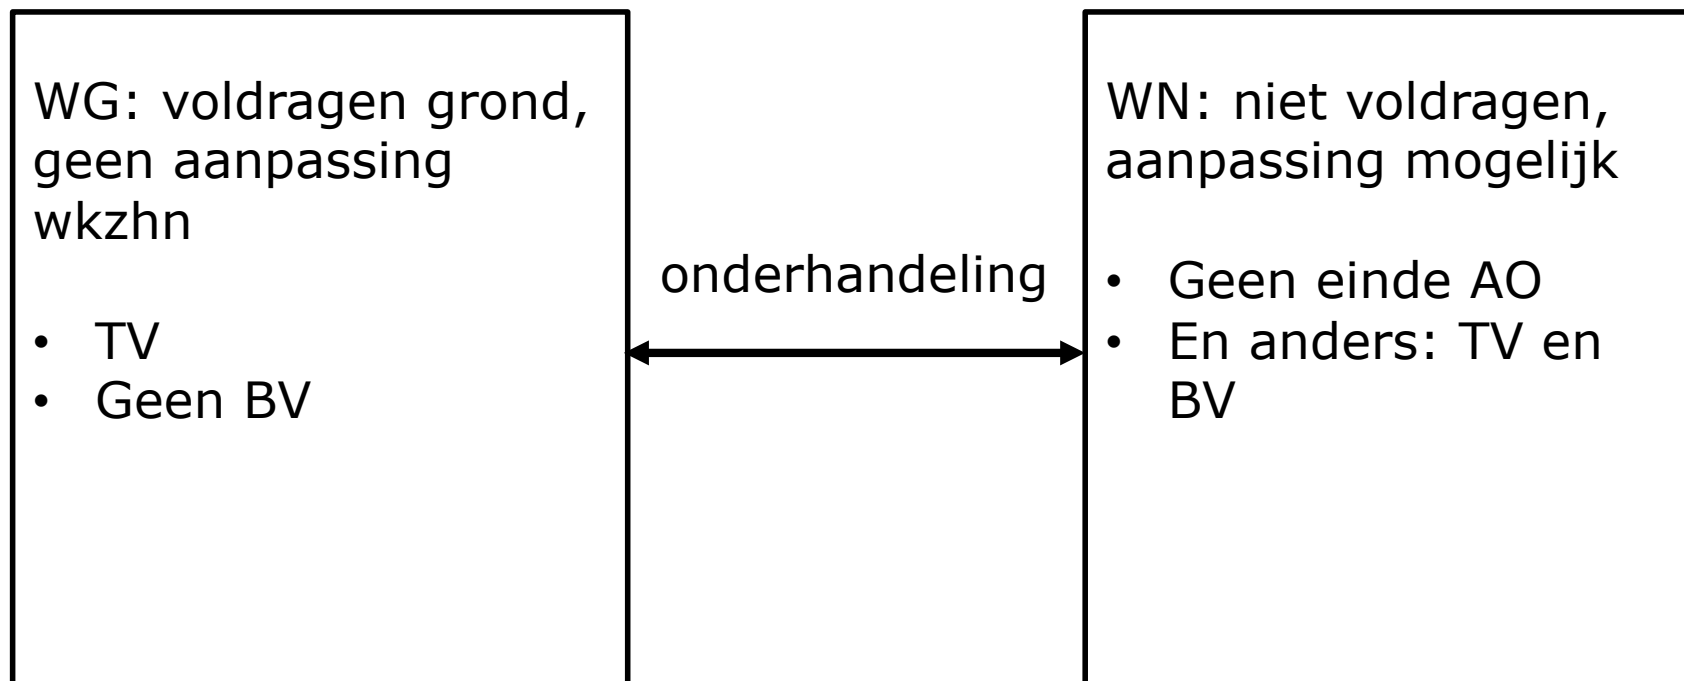 WG: voldragen grond,
geen aanpassing
wkzhn
• TV
• Geen BV
onderhandeling
WN: niet voldragen,
aanpassing mogelijk
• Geen einde AO
• En anders: TV en
BV